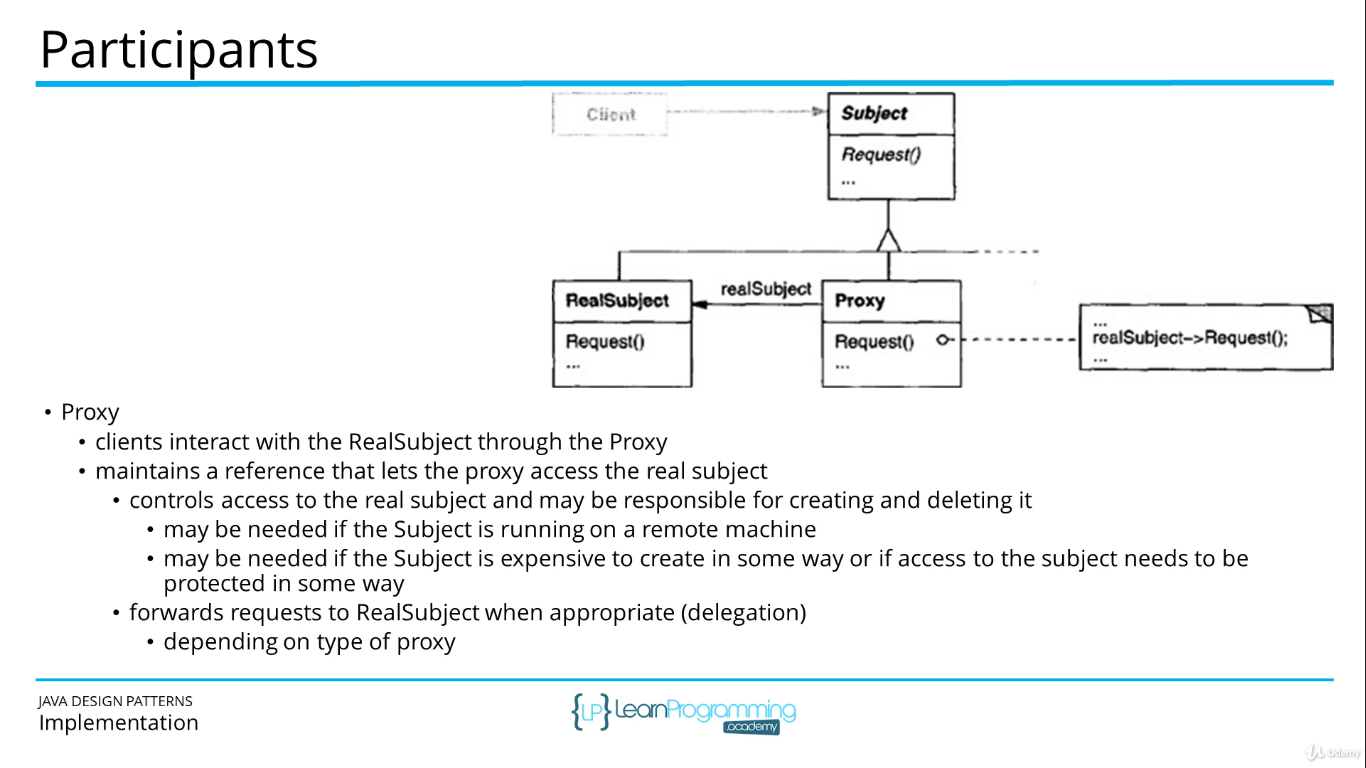 Participants
Client
Subject
Request()
...
RealSubject
Request()
...
realSubject
Proxy
Request()
...
...
realSubject->Request();
...
• Proxy
• clients interact with the RealSubject through the Proxy
• maintains a reference that lets the proxy access the real subject
• controls access to the real subject and may be responsible for creating and deleting it
• may be needed if the Subject is running on a remote machine
• may be needed if the Subject is expensive to create in some way or if access to the subject needs to be
protected in some way
• forwards requests to RealSubject when appropriate (delegation)
• depending on type of proxy
JAVA DESIGN PATTERNS
Implementation
{LP} LearnProgramming
.academy
Udemy